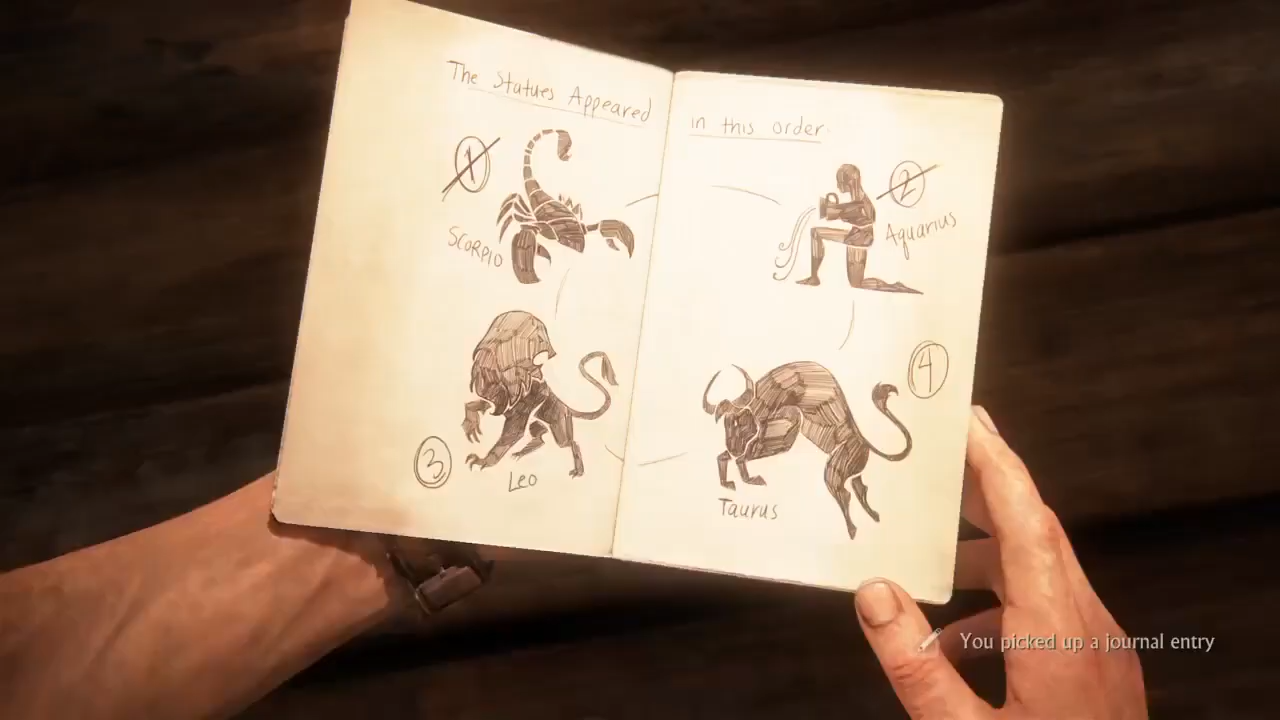 The Statues Appeared
in this order:
1
SCORPIO
2
Aquarius
3
Leo
4
Taurus
You picked up a journal entry